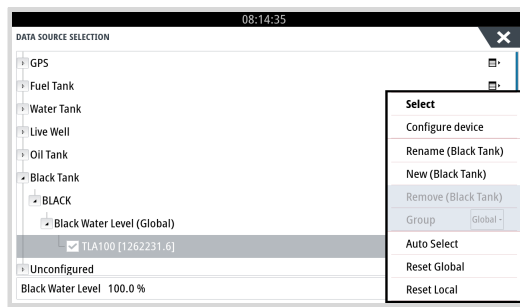 08:14:35
DATA SOURCE SELECTION
GPS
Fuel Tank
Water Tank
Live Well
Oil Tank
Black Tank
BLACK
Black Water Level (Global)
TLA100 [1262231.6]
Unconfigured
Black Water Level 100.0 %
Select
Configure device
Rename (Black Tank)
New (Black Tank)
Remove (Black Tank)
Group Global
Auto Select
Reset Global
Reset Local